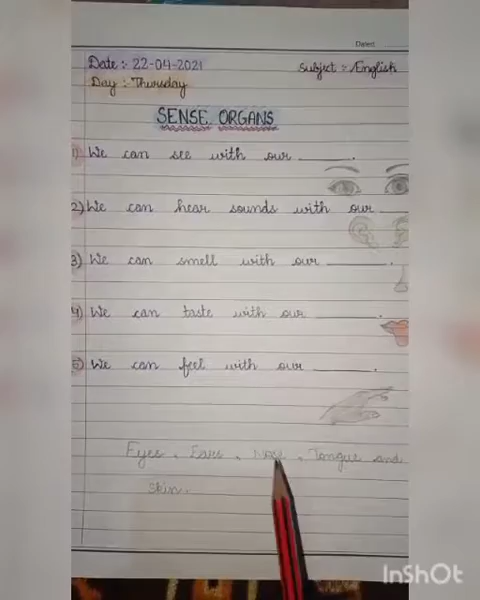 Dated
Date :- 22-04-2021 Subject :- English
Day :- Thursday
SENSE ORGANS
1) We can see with our ______.
2) We can hear sounds with our
3) We can smell with our ______.
4) We can taste with our ______.
5) We can feel with our ______.
Eyes, Ears, Nose, Tongue and
skin.
InShOt